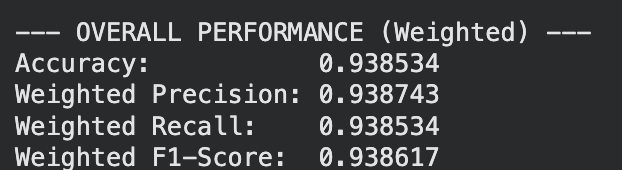 --- OVERALL PERFORMANCE (Weighted) ---
Accuracy: 0.938534
Weighted Precision: 0.938743
Weighted Recall: 0.938534
Weighted F1-Score: 0.938617